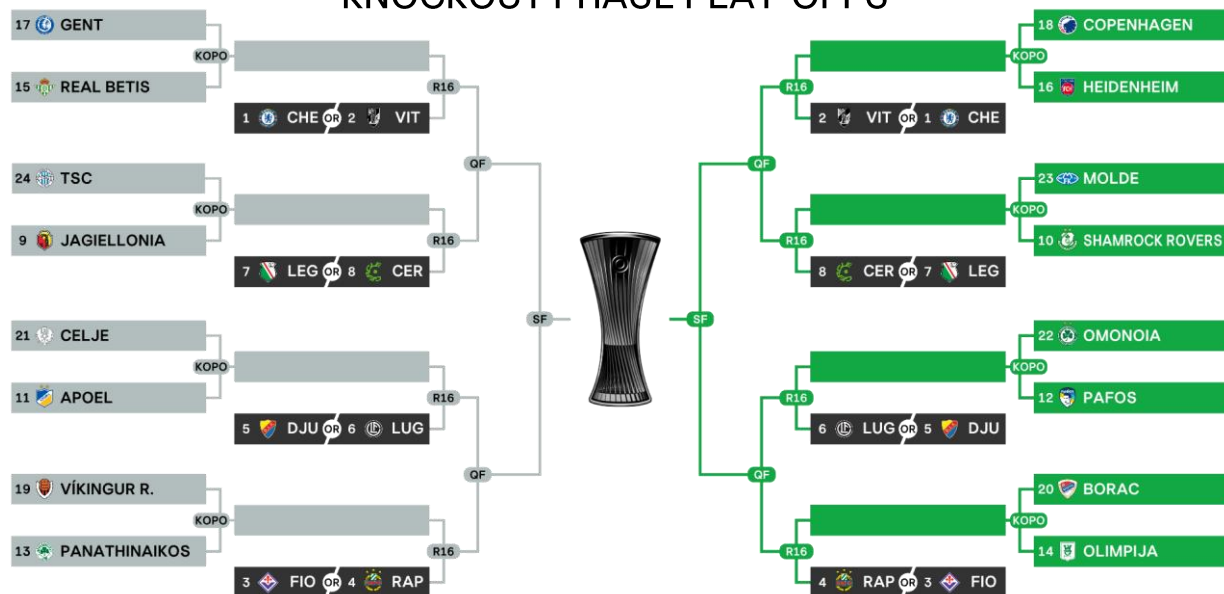 KNOCKOUT PHASE PLAY-OFFS
17 GENT
KOPO
15 REAL BETIS
R16
1 CHE OR 2 VIT
QF
24 TSC
KOPO
9 JAGIELLONIA
R16
7 LEG OR 8 CER
SF
21 CELJE
KOPO
11 APOEL
R16
5 DJU OR 6 LUG
QF
19 VÍKINGUR R.
KOPO
13 PANATHINAIKOS
R16
3 FIO OR 4 RAP
18 COPENHAGEN
KOPO
16 HEIDENHEIM
R16
2 VIT OR 1 CHE
QF
23 MOLDE
KOPO
10 SHAMROCK ROVERS
R16
8 CER OR 7 LEG
SF
22 OMONOIA
KOPO
12 PAFOS
R16
6 LUG OR 5 DJU
QF
20 BORAC
KOPO
14 OLIMPIJA
R16
4 RAP OR 3 FIO